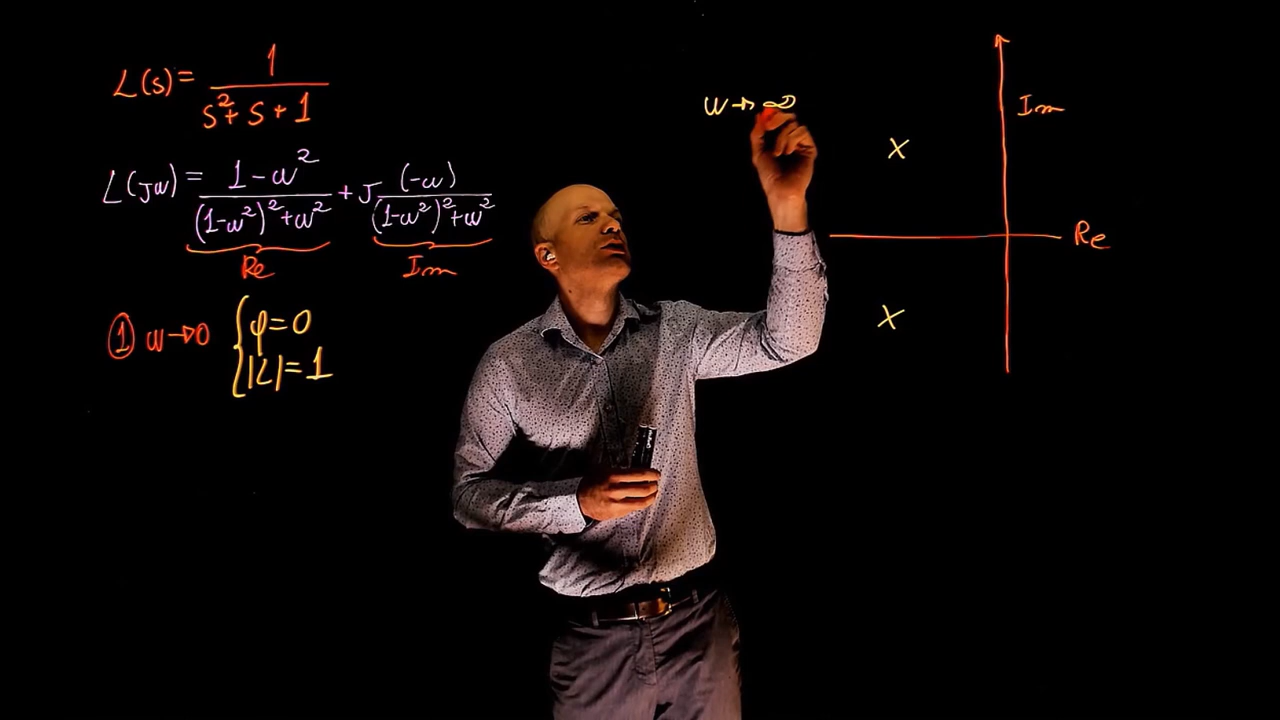 L(s) = 1 / (s² + s + 1)
L(jω) = (1-ω²) / ((1-ω²)² + ω²) + j (-ω) / ((1-ω²)² + ω²)
Re Im
① ω→0 { φ=0
|L|=1
ω→∞
Im
x
Re
x